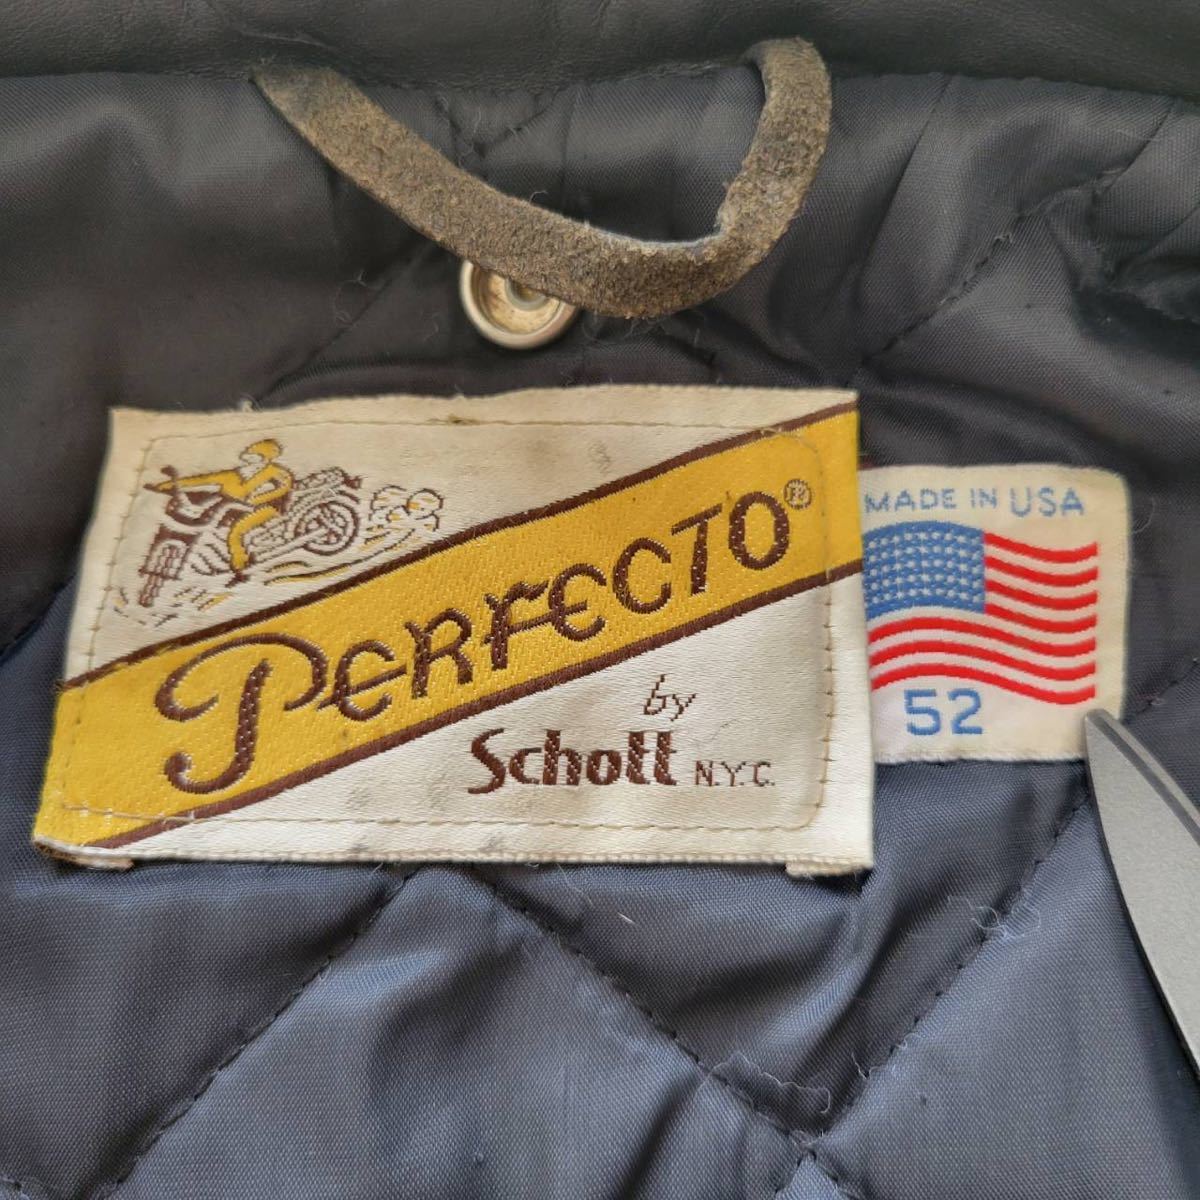 PERFECTO®
by
Schott N.Y.C.
MADE IN USA
52